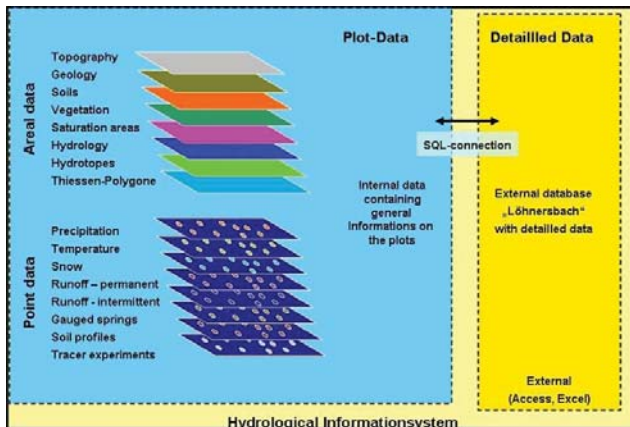 Plot-Data
Detaillled Data
Areal data
Topography
Geology
Soils
Vegetation
Saturation areas
Hydrology
Hydrotopes
Thiessen-Polygone
SQL-connection
Internal data
containing
general
Informations on
the plots
External database
„Löhnersbach“
with detailled data
Point data
Precipitation
Temperature
Snow
Runoff – permanent
Runoff - intermittent
Gauged springs
Soil profiles
Tracer experiments
External
(Access, Excel)
Hydrological Informationsystem